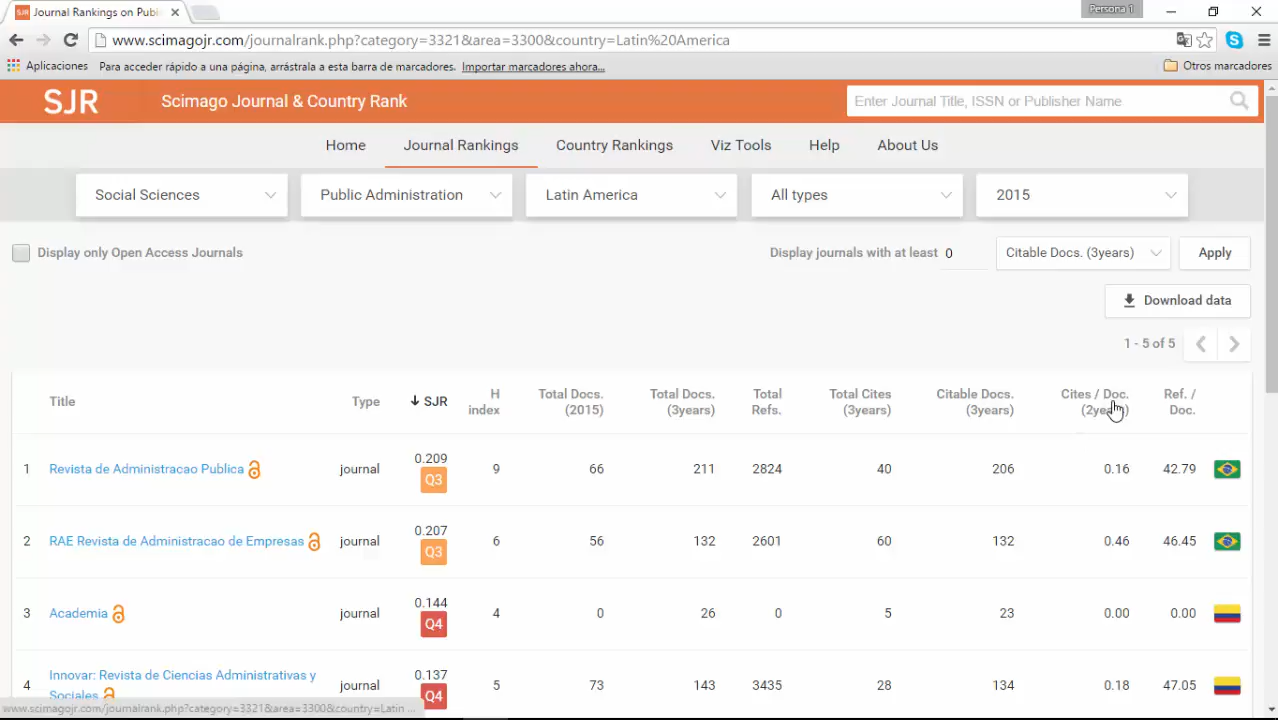 Journal Rankings on Pub
Persona 1
www.scimagojr.com/journalrank.php?category=3321&area=3300&country=Latin%20America
Aplicaciones Para acceder rápido a una página, arrástrala a esta barra de marcadores. Importar marcadores ahora... Otros marcadores
SJR Scimago Journal & Country Rank Enter Journal Title, ISSN or Publisher Name
Home Journal Rankings Country Rankings Viz Tools Help About Us
Social Sciences Public Administration Latin America All types 2015
Display only Open Access Journals Display journals with at least 0 Citable Docs. (3years) Apply
Download data
1 - 5 of 5
Title Type SJR H index Total Docs. (2015) Total Docs. (3years) Total Refs. Total Cites (3years) Citable Docs. (3years) Cites / Doc. (2years) Ref. / Doc.
1 Revista de Administracao Publica journal 0.209 Q3 9 66 211 2824 40 206 0.16 42.79
2 RAE Revista de Administracao de Empresas journal 0.207 Q3 6 56 132 2601 60 132 0.46 46.45
3 Academia journal 0.144 Q4 4 0 26 0 5 23 0.00 0.00
4 Innovar: Revista de Ciencias Administrativas y Sociales journal 0.137 Q4 5 73 143 3435 28 134 0.18 47.05
www.scimagojr.com/journalrank.php?category=3321&area=3300&country=Latin ...